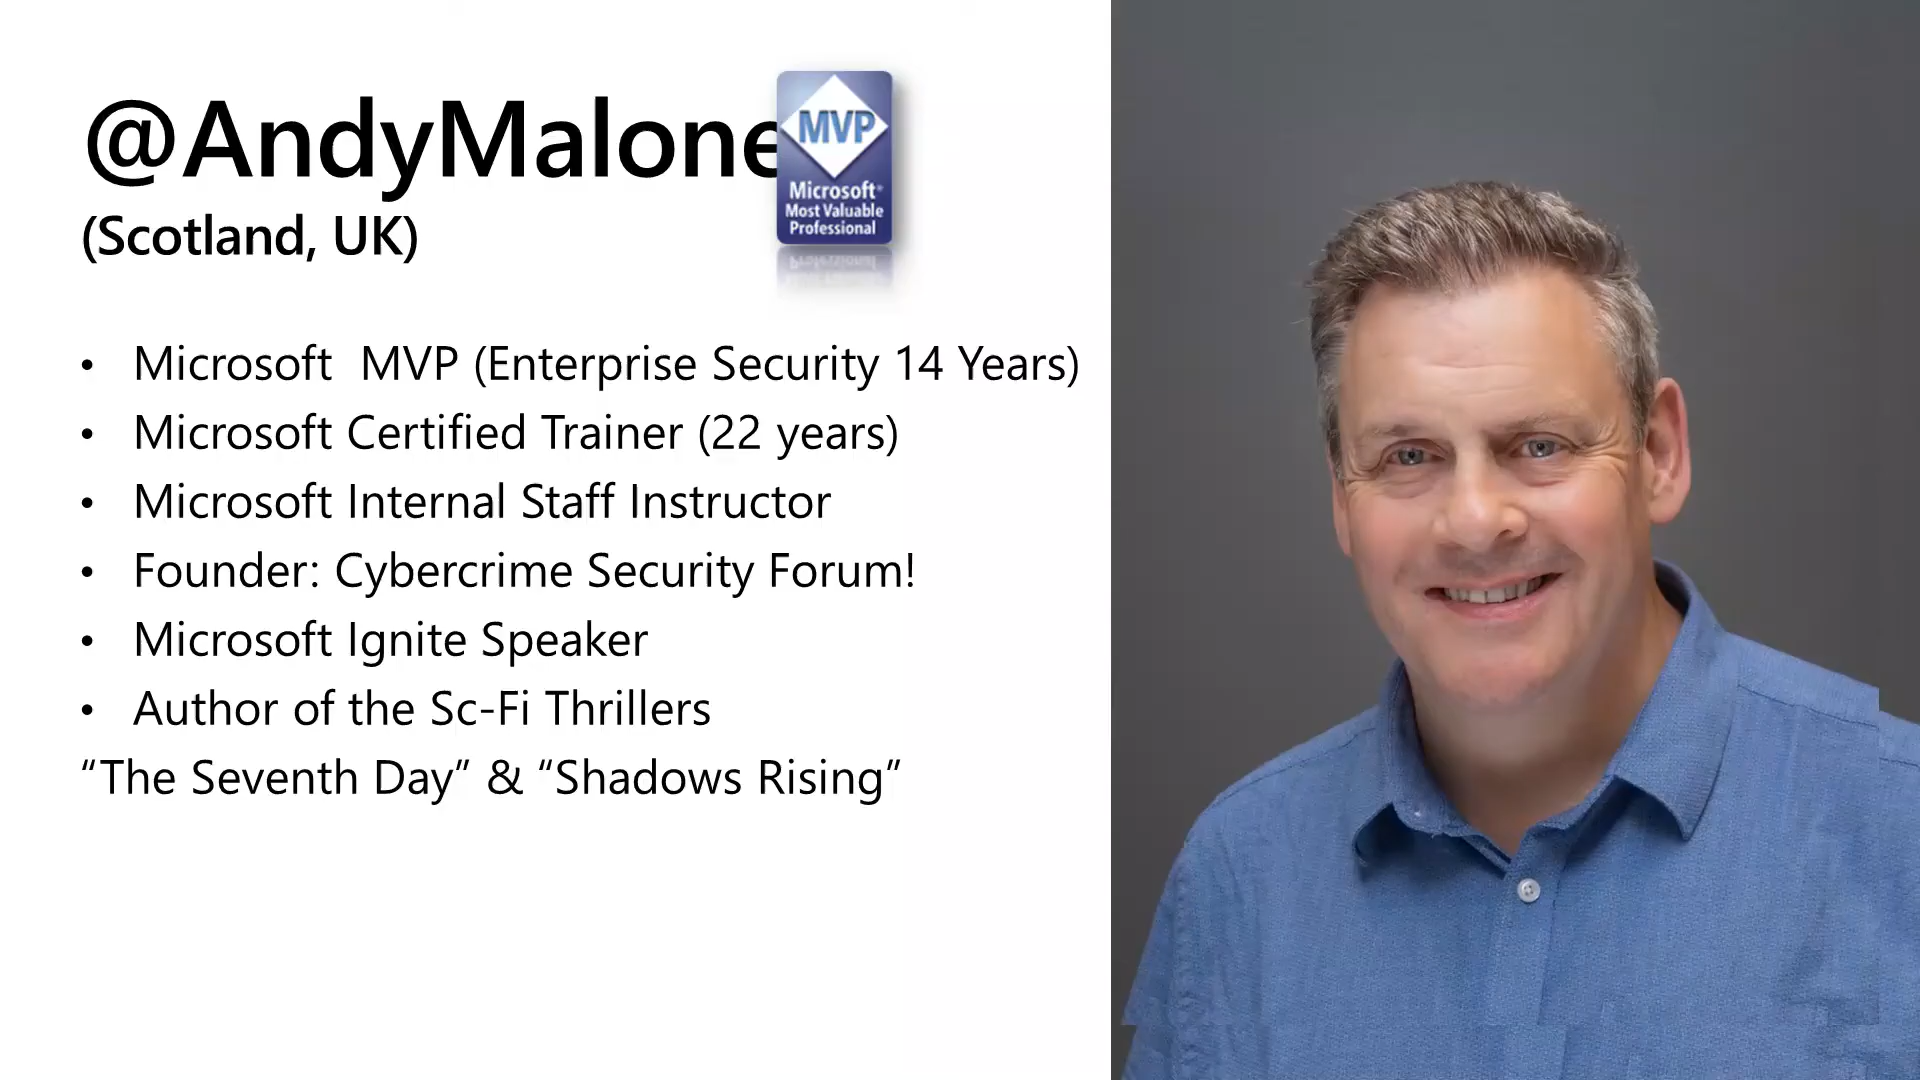 @AndyMalone
(Scotland, UK)
MVP
Microsoft®
Most Valuable
Professional
• Microsoft  MVP (Enterprise Security 14 Years)
• Microsoft Certified Trainer (22 years)
• Microsoft Internal Staff Instructor
• Founder: Cybercrime Security Forum!
• Microsoft Ignite Speaker
• Author of the Sc-Fi Thrillers
“The Seventh Day” & “Shadows Rising”